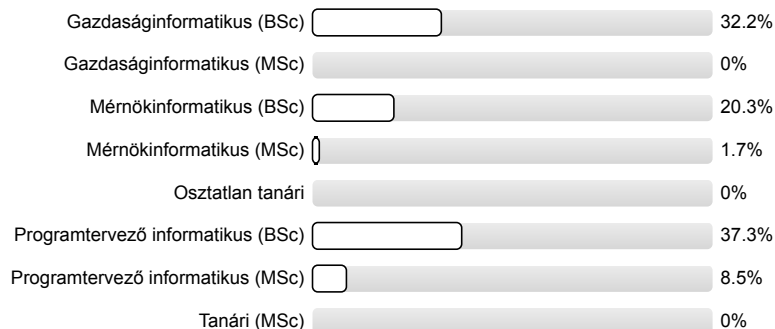 Gazdaságinformatikus (BSc) 32.2%
Gazdaságinformatikus (MSc) 0%
Mérnökinformatikus (BSc) 20.3%
Mérnökinformatikus (MSc) 1.7%
Osztatlan tanári 0%
Programtervező informatikus (BSc) 37.3%
Programtervező informatikus (MSc) 8.5%
Tanári (MSc) 0%